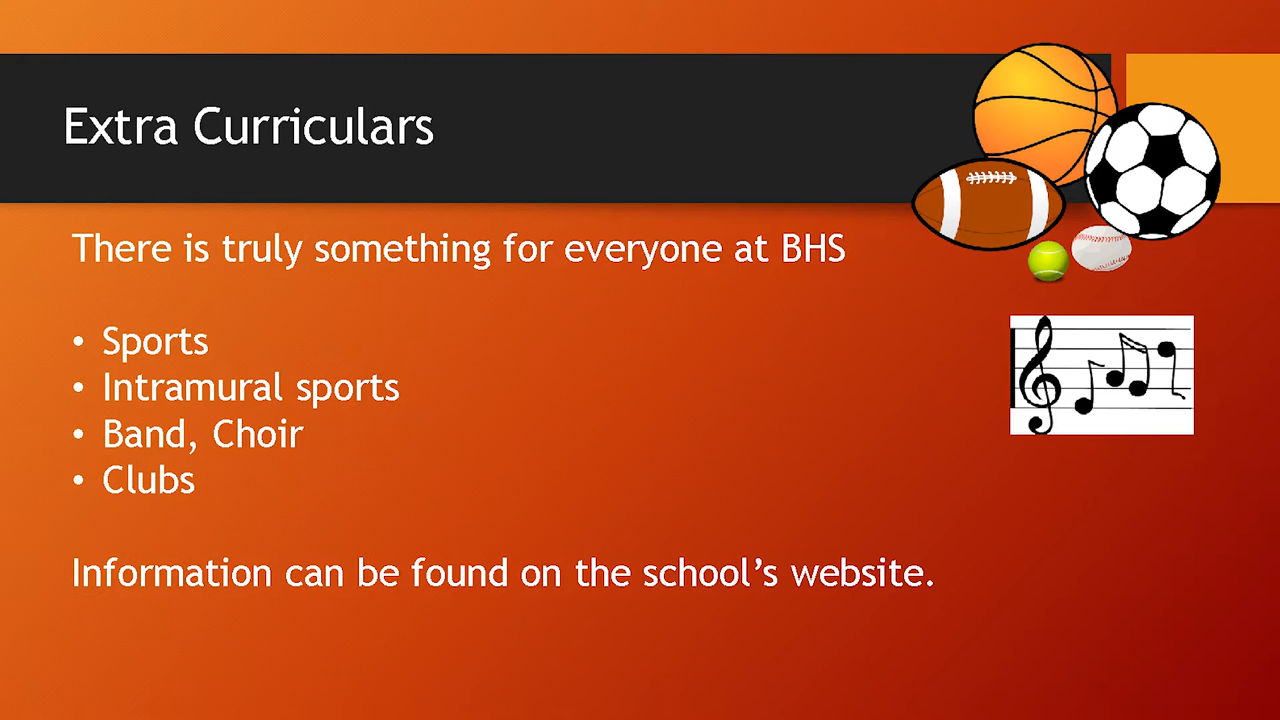 Extra Curriculars
There is truly something for everyone at BHS
• Sports
• Intramural sports
• Band, Choir
• Clubs
Information can be found on the school’s website.